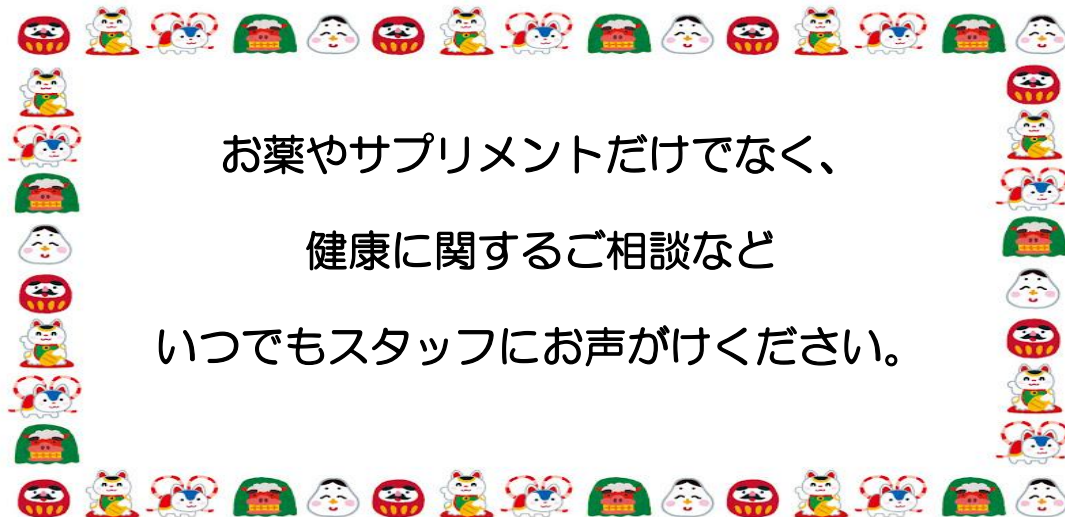 お薬やサプリメントだけでなく、
健康に関するご相談など
いつでもスタッフにお声がけください。